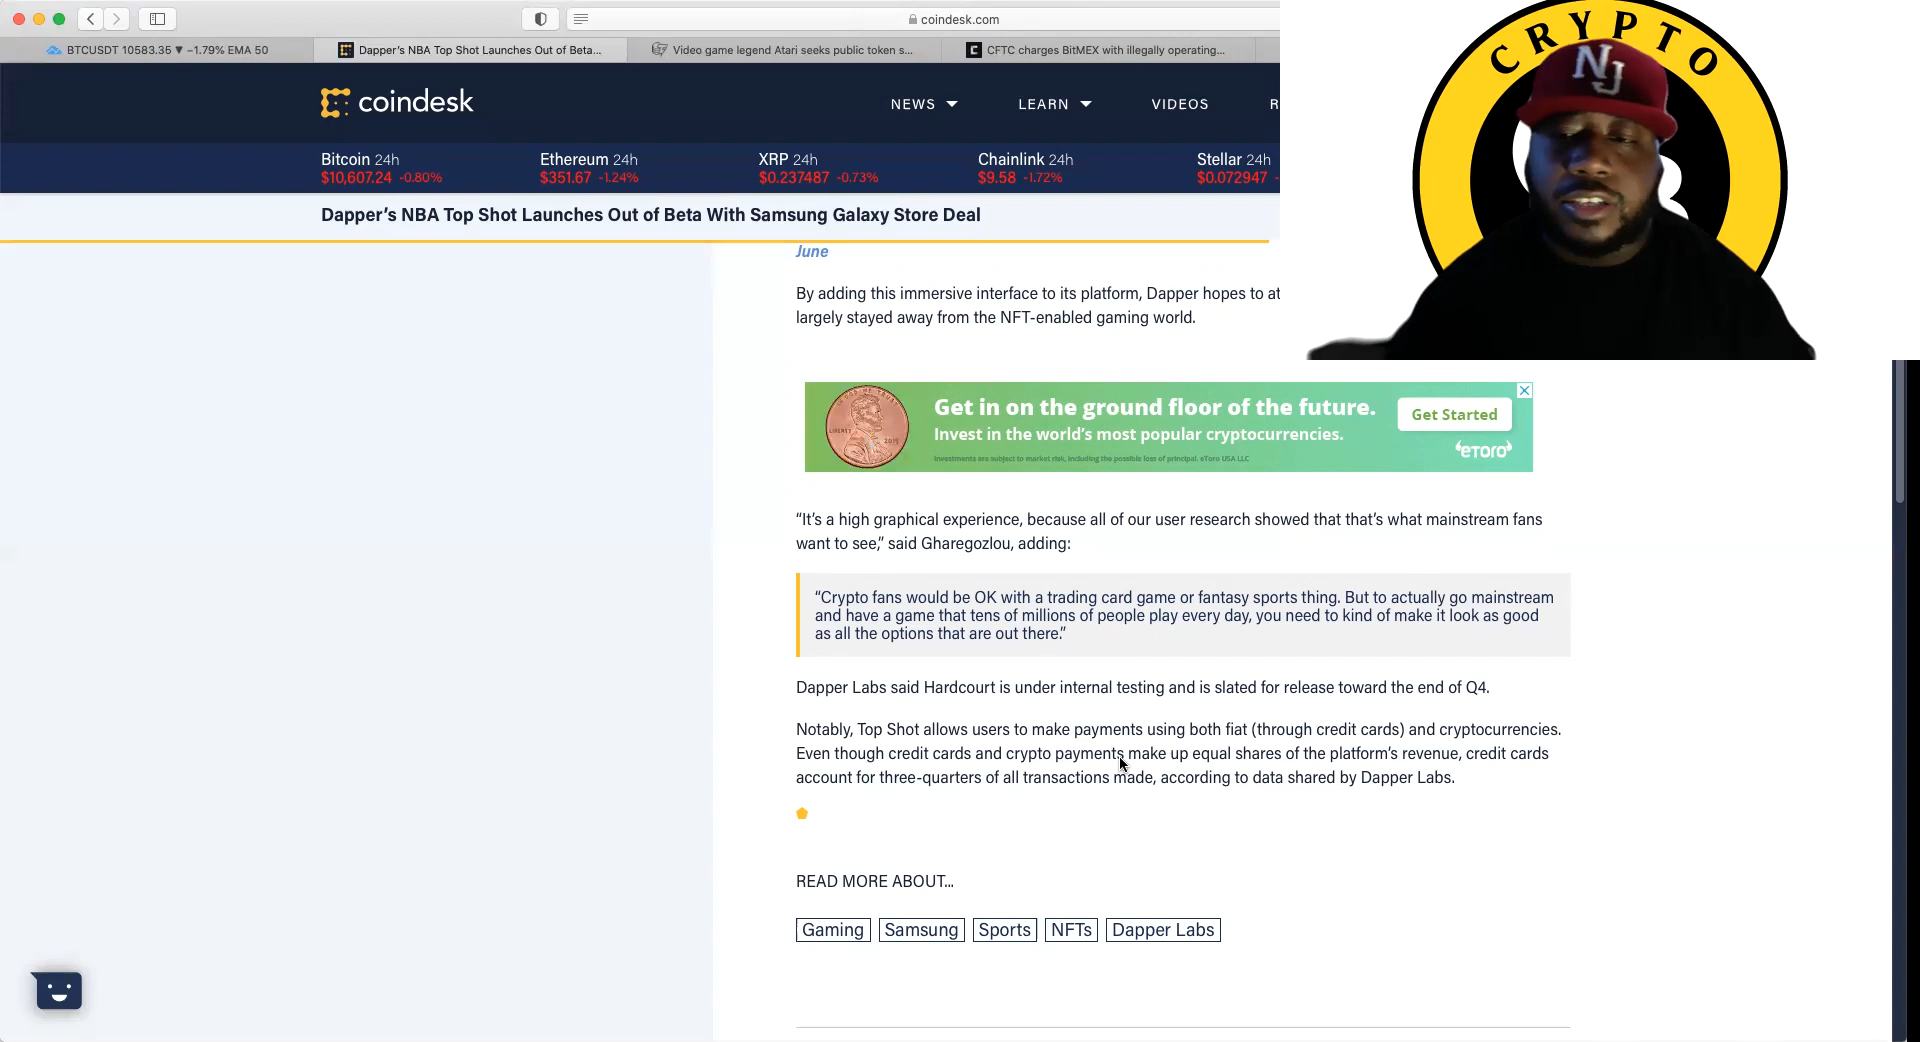 coindesk.com
BTCUSDT 10583.35 ▼ −1.79% EMA 50
Dapper’s NBA Top Shot Launches Out of Beta...
Video game legend Atari seeks public token s...
CFTC charges BitMEX with illegally operating...
CRYPTO
NJ
coindesk
NEWS LEARN VIDEOS R
Bitcoin 24h
$10,607.24 -0.80%
Ethereum 24h
$351.67 -1.24%
XRP 24h
$0.237487 -0.73%
Chainlink 24h
$9.58 -1.72%
Stellar 24h
$0.072947 -
Dapper’s NBA Top Shot Launches Out of Beta With Samsung Galaxy Store Deal
June
By adding this immersive interface to its platform, Dapper hopes to at
largely stayed away from the NFT-enabled gaming world.
LIBERTY
Get in on the ground floor of the future.
Invest in the world’s most popular cryptocurrencies.
Investments are subject to market risk, including the possible loss of principal. eToro USA LLC
Get Started
eToro
“It’s a high graphical experience, because all of our user research showed that that’s what mainstream fans
want to see,” said Gharegozlou, adding:
“Crypto fans would be OK with a trading card game or fantasy sports thing. But to actually go mainstream
and have a game that tens of millions of people play every day, you need to kind of make it look as good
as all the options that are out there.”
Dapper Labs said Hardcourt is under internal testing and is slated for release toward the end of Q4.
Notably, Top Shot allows users to make payments using both fiat (through credit cards) and cryptocurrencies.
Even though credit cards and crypto payments make up equal shares of the platform’s revenue, credit cards
account for three-quarters of all transactions made, according to data shared by Dapper Labs.
READ MORE ABOUT...
Gaming Samsung Sports NFTs Dapper Labs